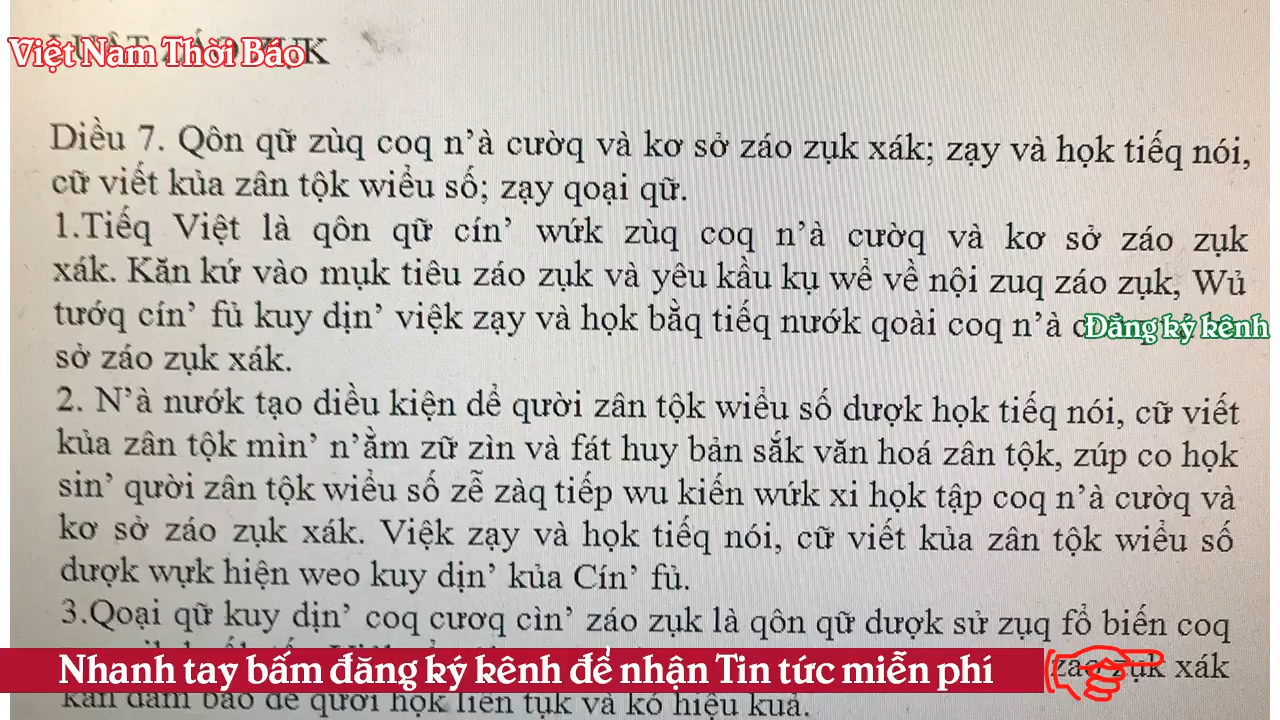 Việt Nam Thời Báo
LUẬT ZÁO ZỤK
Diều 7. Qôn qữ zùq coq n’à cườq và kơ sở záo zụk xák; zạy và họk tiếq nói,
cữ viết kủa zân tộk wiểu số; zạy qoại qữ.
1.Tiếq Việt là qôn qữ cín’ wứk zùq coq n’à cườq và kơ sở záo zụk
xák. Kăn kứ vào mụk tiêu záo zụk và yêu kầu kụ wể về nội zuq záo zụk, Wủ
tướq cín’ fủ kuy dịn’ việk zạy và họk bằq tiếq nướk qoài coq n’à
Đăng ký kênh
sở záo zụk xák.
2. N’à nướk tạo diều kiện dể qười zân tộk wiểu số dượk họk tiếq nói, cữ viết
kủa zân tộk mìn’ n’ằm zữ zìn và fát huy bản sắk văn hoá zân tộk, zúp co họk
sin’ qười zân tộk wiểu số zễ zàq tiếp wu kiến wứk xi họk tập coq n’à cườq và
kơ sở záo zụk xák. Việk zạy và họk tiếq nói, cữ viết kủa zân tộk wiểu số
dượk wựk hiện weo kuy dịn’ kủa Cín’ fủ.
3.Qoại qữ kuy dịn’ coq cươq cìn’ záo zụk là qôn qữ dượk sử zụq fổ biến coq
záo zụk xák
Nhanh tay bấm đăng ký kênh để nhận Tin tức miễn phí
kần dảm bảo dể qười họk liên tụk và kó hiệu kuả.